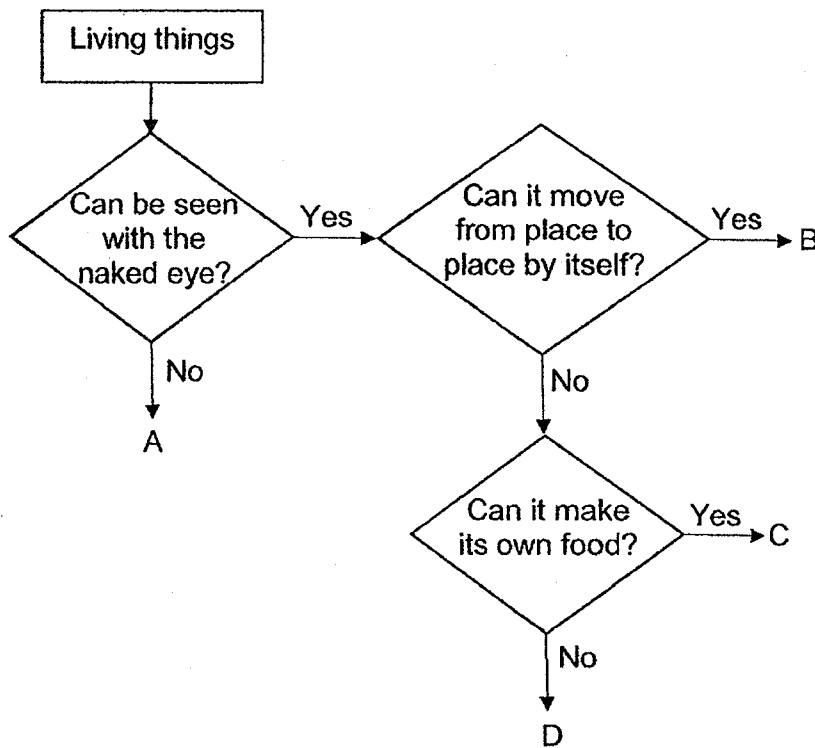 Living things
Can be seen
with the
naked eye?
Yes
Can it move
from place to
place by itself?
Yes
B
No
A
No
Can it make
its own food?
Yes
C
No
D